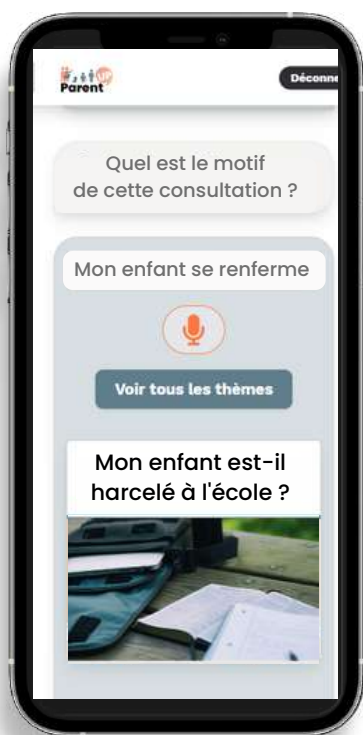 UP
Parent
Déconne
Quel est le motif
de cette consultation ?
Mon enfant se renferme
Voir tous les thèmes
Mon enfant est-il
harcelé à l'école ?